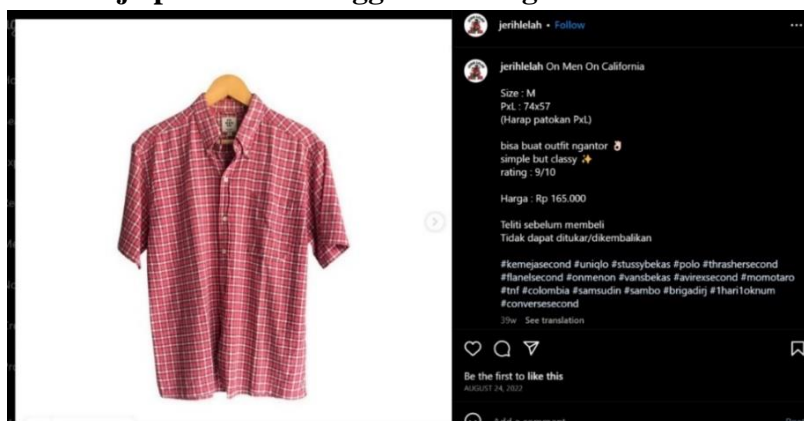 jerihlelah • Follow
jerihlelah On Men On California
Size : M
PxL : 74x57
(Harap patokan PxL)
bisa buat outfit ngantor 👌🏻
simple but classy ✨
rating : 9/10
Harga : Rp 165.000
Teliti sebelum membeli
Tidak dapat ditukar/dikembalikan
#kemejasecond #uniqlo #stussybekas #polo #thrashersecond
#flanelsecond #onmenon #vansbekas #avirexsecond #momotaro
#tnf #colombia #samsudin #sambo #brigadirj #1hari1oknum
#conversesecond
39w See translation
Be the first to like this
AUGUST 24, 2022
Add a comment